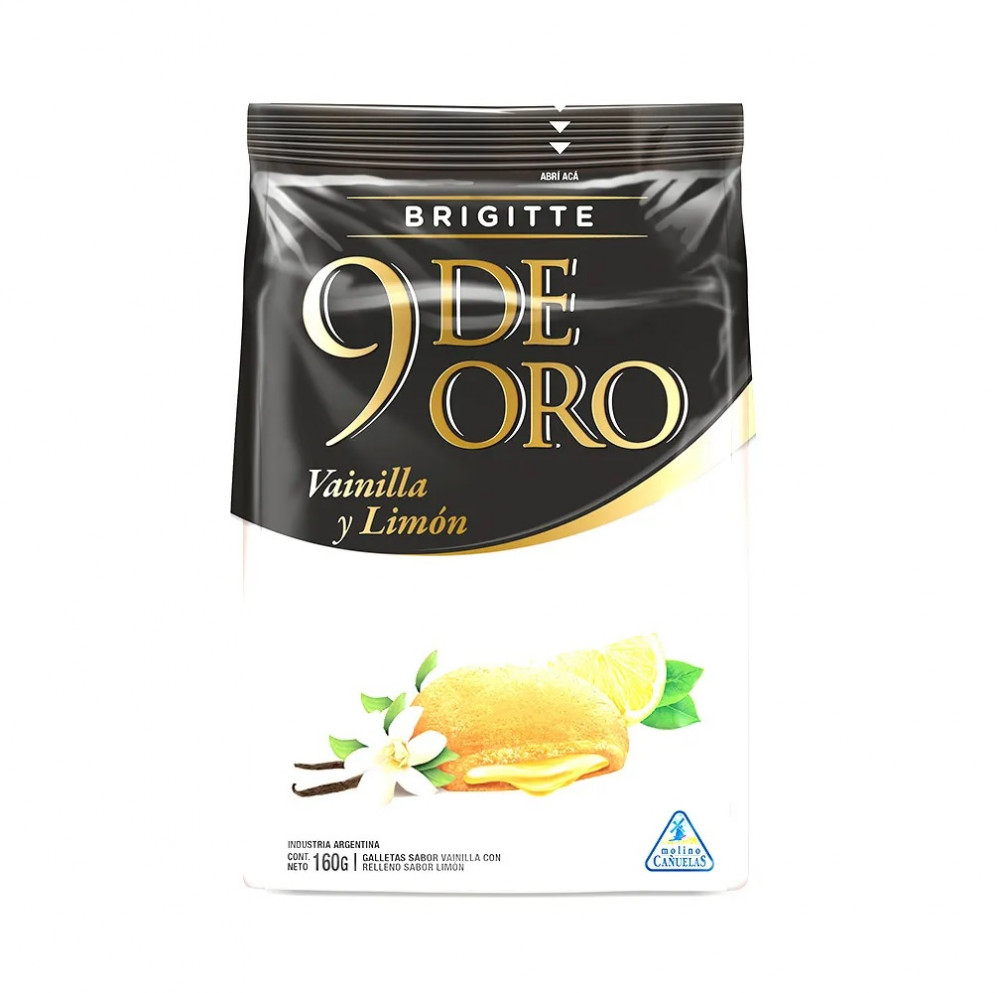 ABRÍ ACÁ
BRIGITTE
9 DE
ORO
Vainilla
y Limón
INDUSTRIA ARGENTINA
CONT. NETO 160G
GALLETAS SABOR VAINILLA CON
RELLENO SABOR LIMÓN
molino
CAÑUELAS